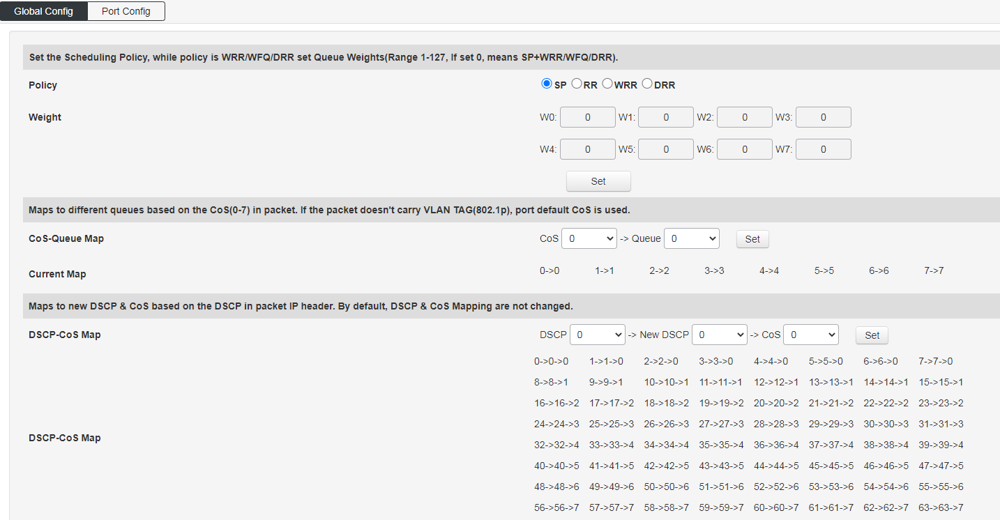 Global Config Port Config
Set the Scheduling Policy, while policy is WRR/WFQ/DRR set Queue Weights(Range 1-127, If set 0, means SP+WRR/WFQ/DRR).
Policy SP RR WRR DRR
Weight W0: 0 W1: 0 W2: 0 W3: 0
W4: 0 W5: 0 W6: 0 W7: 0
Set
Maps to different queues based on the CoS(0-7) in packet. If the packet doesn't carry VLAN TAG(802.1p), port default CoS is used.
CoS-Queue Map CoS 0 -> Queue 0 Set
Current Map 0->0 1->1 2->2 3->3 4->4 5->5 6->6 7->7
Maps to new DSCP & CoS based on the DSCP in packet IP header. By default, DSCP & CoS Mapping are not changed.
DSCP-CoS Map DSCP 0 -> New DSCP 0 -> CoS 0 Set
0->0->0 1->1->0 2->2->0 3->3->0 4->4->0 5->5->0 6->6->0 7->7->0
8->8->1 9->9->1 10->10->1 11->11->1 12->12->1 13->13->1 14->14->1 15->15->1
16->16->2 17->17->2 18->18->2 19->19->2 20->20->2 21->21->2 22->22->2 23->23->2
24->24->3 25->25->3 26->26->3 27->27->3 28->28->3 29->29->3 30->30->3 31->31->3
DSCP-CoS Map
32->32->4 33->33->4 34->34->4 35->35->4 36->36->4 37->37->4 38->38->4 39->39->4
40->40->5 41->41->5 42->42->5 43->43->5 44->44->5 45->45->5 46->46->5 47->47->5
48->48->6 49->49->6 50->50->6 51->51->6 52->52->6 53->53->6 54->54->6 55->55->6
56->56->7 57->57->7 58->58->7 59->59->7 60->60->7 61->61->7 62->62->7 63->63->7